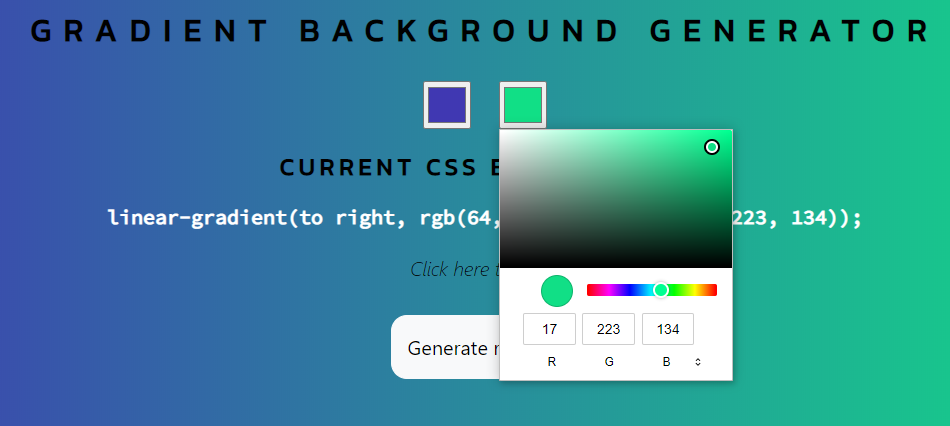 GRADIENT BACKGROUND GENERATOR
CURRENT CSS
linear-gradient(to right, rgb(64, 223, 134));
Click here
Generate
17 223 134
R G B